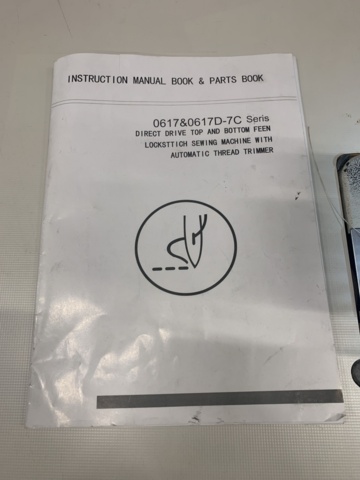 INSTRUCTION MANUAL BOOK & PARTS BOOK
0617&0617D-7C Seris
DIRECT DRIVE TOP AND BOTTOM FEEN
LOCKSTTICH SEWING MACHINE WITH
AUTOMATIC THREAD TRIMMER